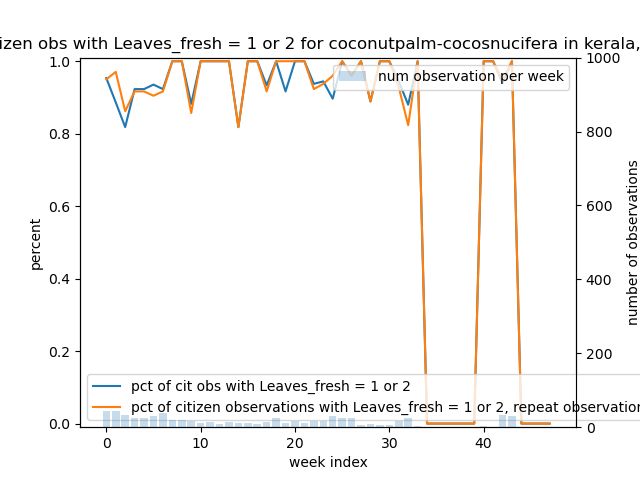 izen obs with Leaves_fresh = 1 or 2 for coconutpalm-cocosnucifera in kerala,
num observation per week
1.0
0.8
0.6
0.4
0.2
0.0
percent
1000
800
600
400
200
0
number of observations
pct of cit obs with Leaves_fresh = 1 or 2
pct of citizen observations with Leaves_fresh = 1 or 2, repeat observation
0 10 20 30 40
week index